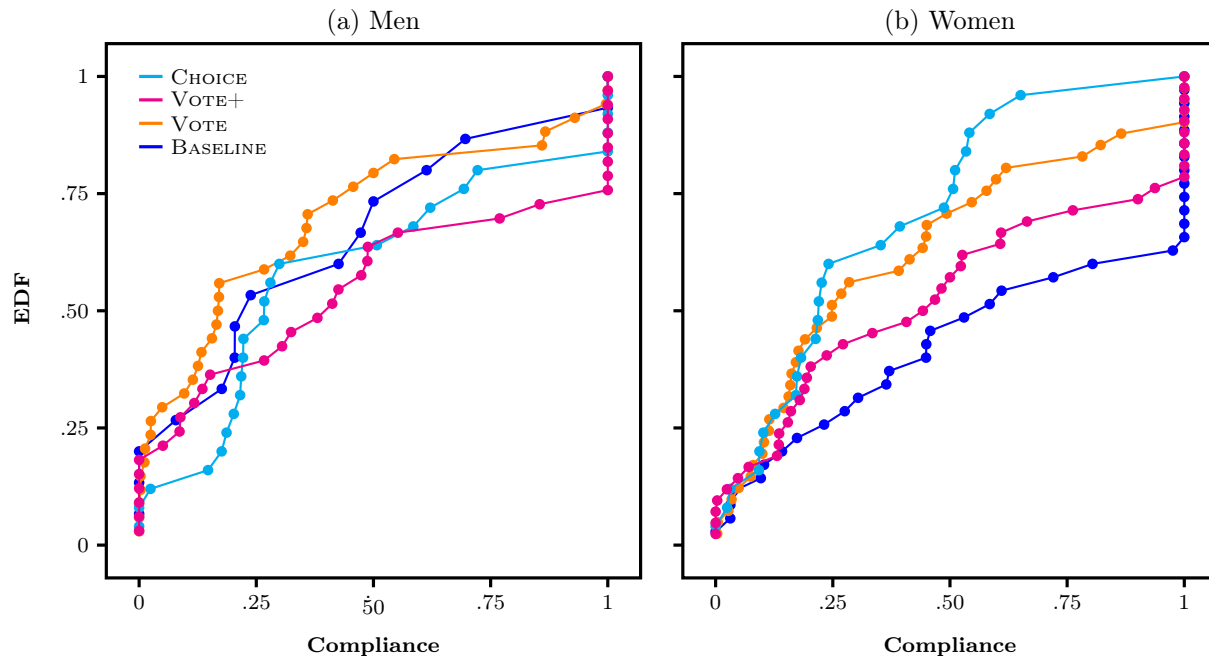 (a) Men
(b) Women
CHOICE
VOTE+
VOTE
BASELINE
EDF
1
.75
.50
.25
0
0 .25 .50 .75 1
0 .25 .50 .75 1
Compliance
Compliance